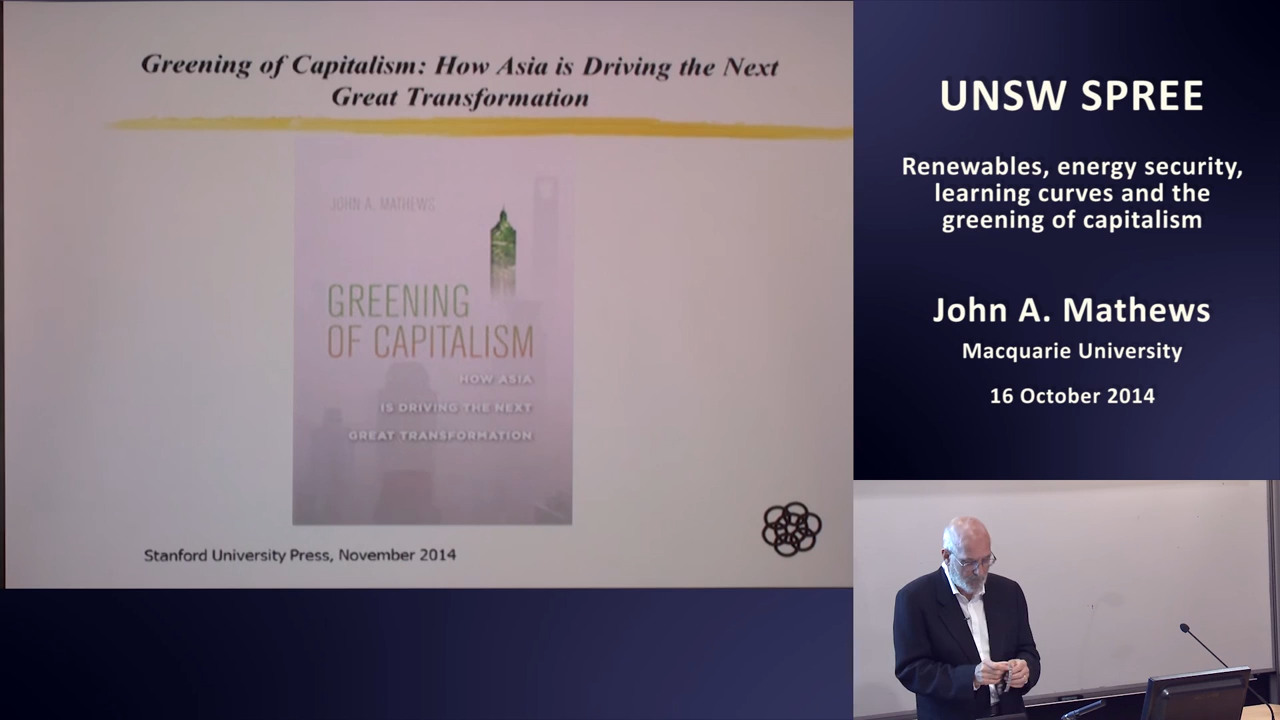 Greening of Capitalism: How Asia is Driving the Next
Great Transformation
JOHN A. MATHEWS
GREENING
OF CAPITALISM
HOW ASIA
IS DRIVING THE NEXT
GREAT TRANSFORMATION
Stanford University Press, November 2014
UNSW SPREE
Renewables, energy security,
learning curves and the
greening of capitalism
John A. Mathews
Macquarie University
16 October 2014